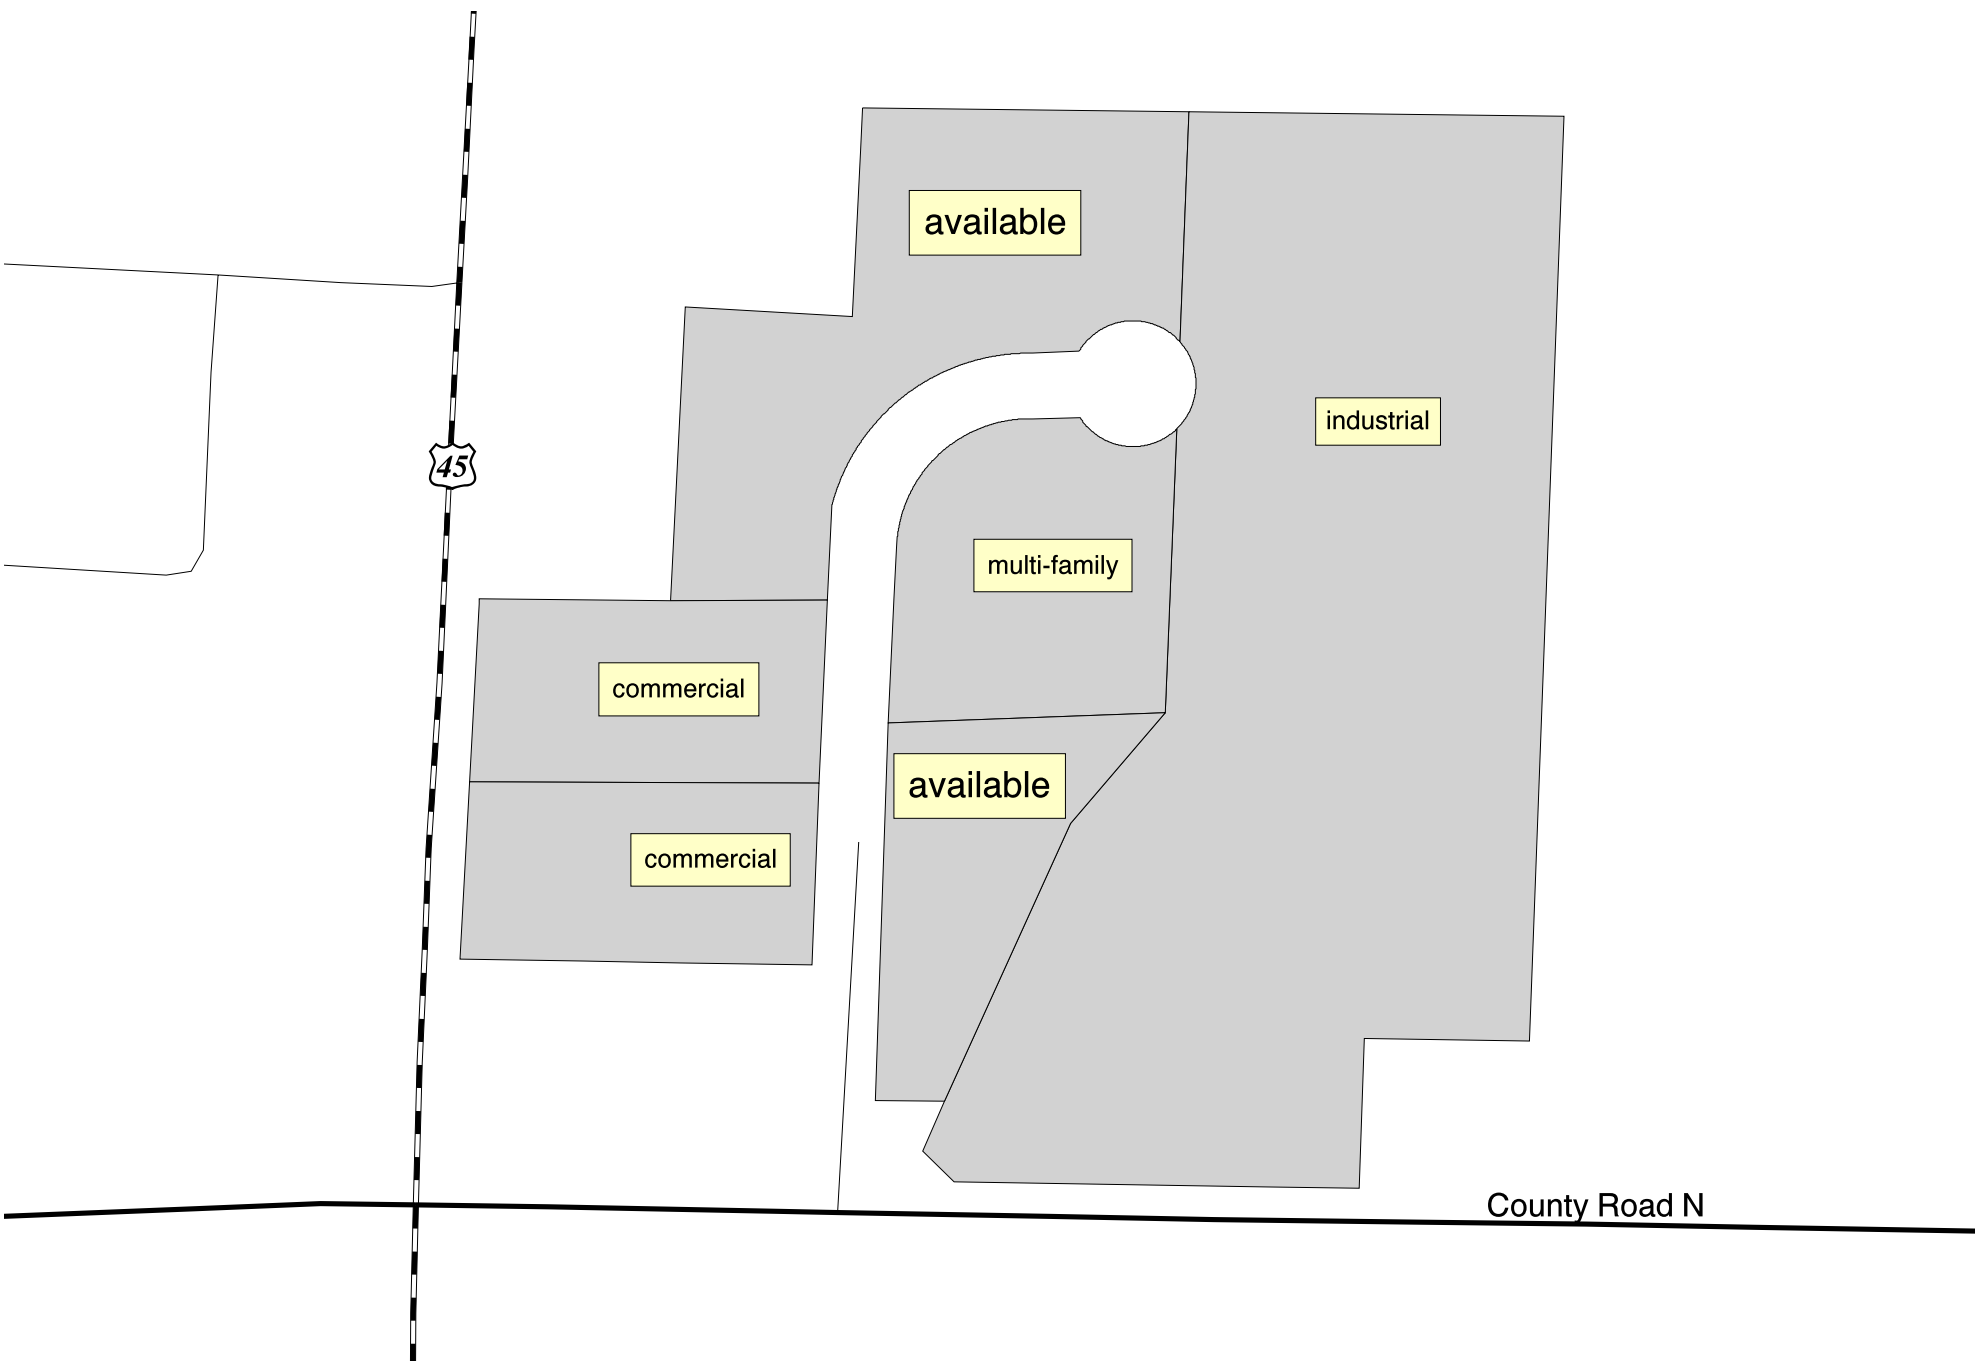 available
industrial
45
multi-family
commercial
available
commercial
County Road N